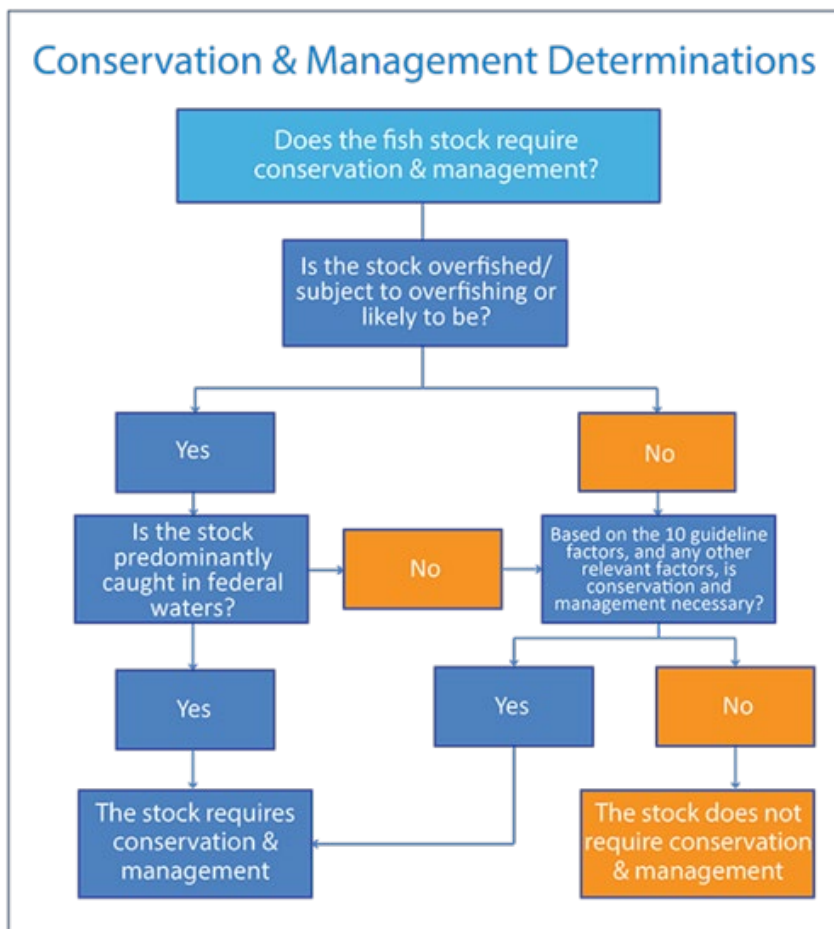 Conservation & Management Determinations
Does the fish stock require
conservation & management?
Is the stock overfished/
subject to overfishing or
likely to be?
Yes
No
Is the stock
predominantly
caught in federal
waters?
No
Based on the 10 guideline
factors, and any other
relevant factors, is
conservation and
management necessary?
Yes
Yes
No
The stock requires
conservation &
management
The stock does not
require conservation
& management